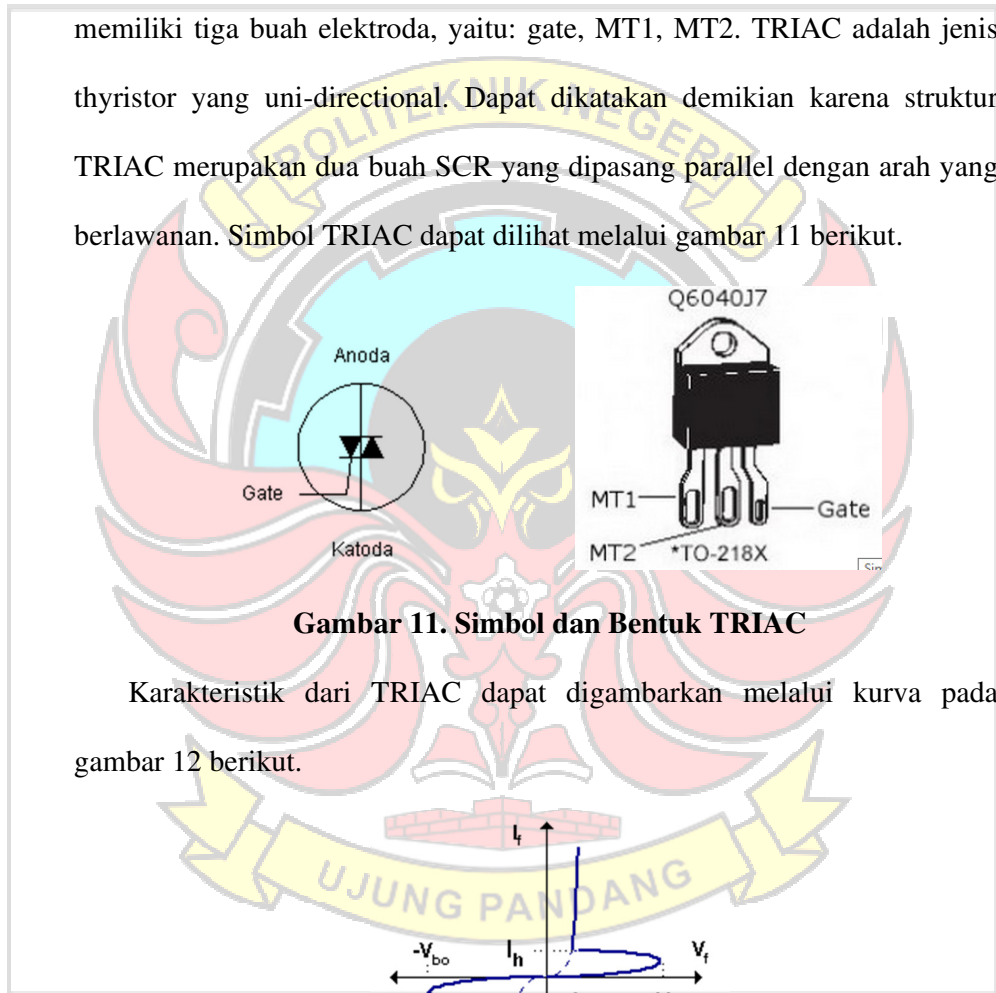 memiliki tiga buah elektroda, yaitu: gate, MT1, MT2. TRIAC adalah jenis
thyristor yang uni-directional. Dapat dikatakan demikian karena struktur
POLITEKNIK NEGERI
TRIAC merupakan dua buah SCR yang dipasang parallel dengan arah yang
berlawanan. Simbol TRIAC dapat dilihat melalui gambar 11 berikut.
Anoda
Gate
Katoda
Q6040J7
MT1
Gate
MT2
*TO-218X
Gambar 11. Simbol dan Bentuk TRIAC
Karakteristik dari TRIAC dapat digambarkan melalui kurva pada
gambar 12 berikut.
If
UJUNG PANDANG
-Vbo
Ih
Vf